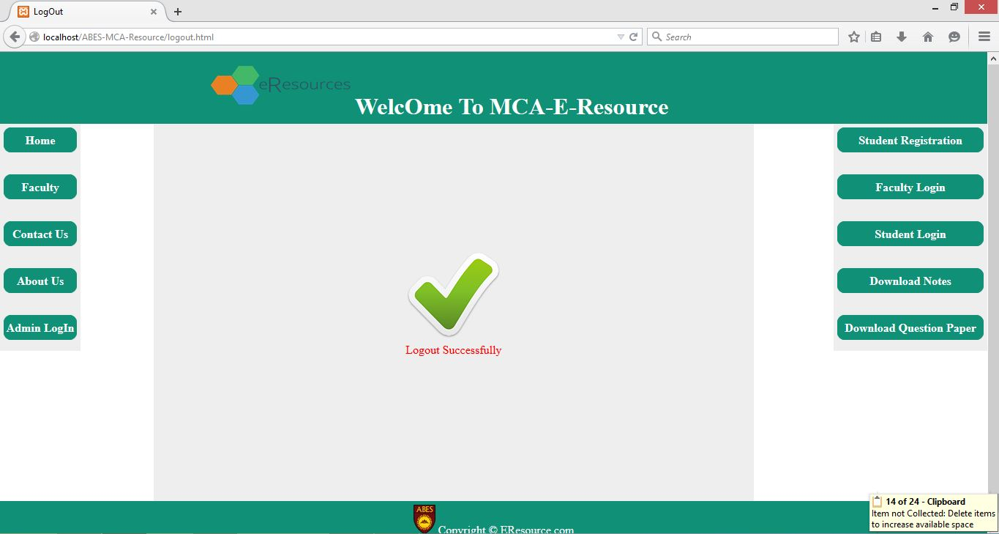 LogOut
localhost/ABES-MCA-Resource/logout.html
Search
eResources
WelcOme To MCA-E-Resource
Home
Faculty
Contact Us
About Us
Admin LogIn
Student Registration
Faculty Login
Student Login
Download Notes
Download Question Paper
Logout Successfully
ABES
Copyright © EResource.com
14 of 24 - Clipboard
Item not Collected: Delete items
to increase available space